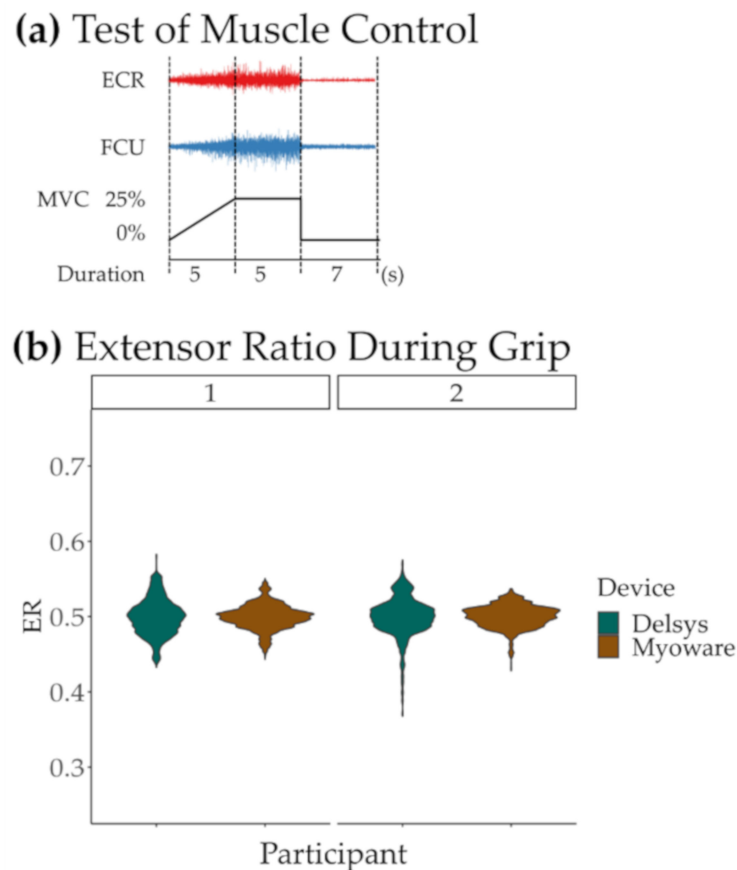 (a) Test of Muscle Control
ECR
FCU
MVC 25%
0%
Duration 5 5 7 (s)
(b) Extensor Ratio During Grip
1 2
0.7
0.6
0.5
0.4
0.3
ER
Device
Delsys
Myoware
Participant